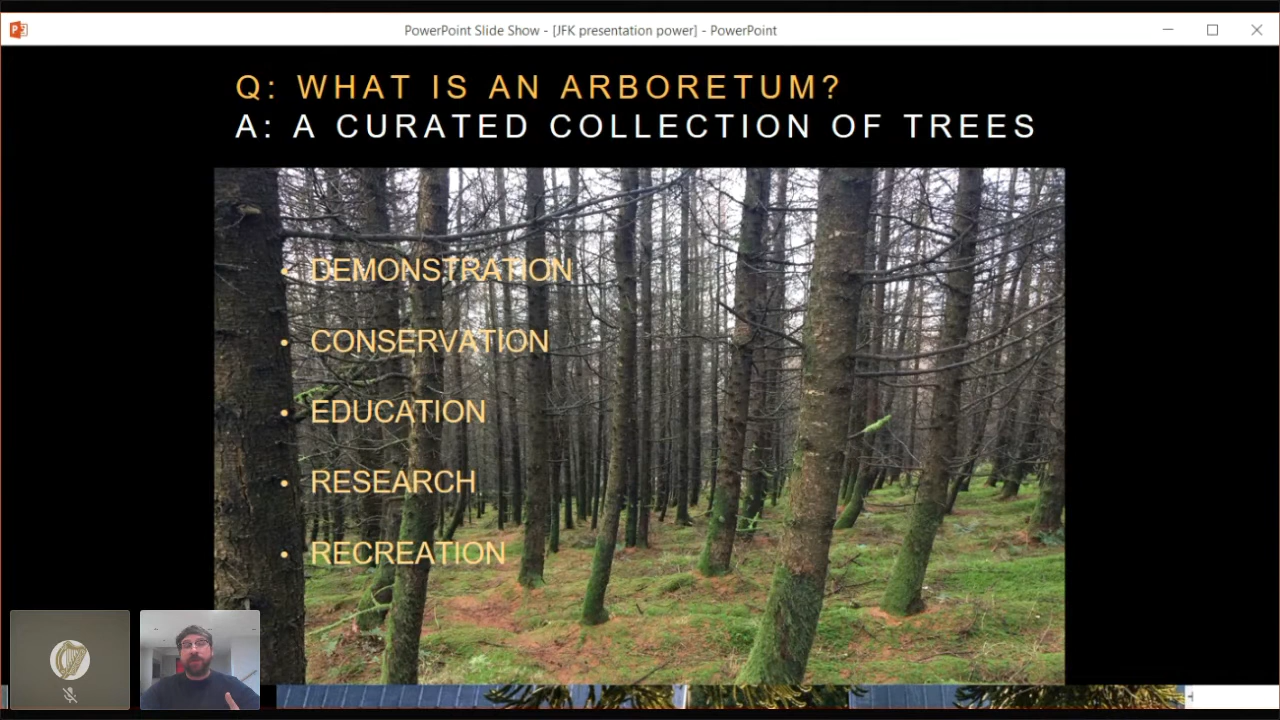 PowerPoint Slide Show - [JFK presentation power] - PowerPoint
Q: WHAT IS AN ARBORETUM?
A: A CURATED COLLECTION OF TREES
• DEMONSTRATION
• CONSERVATION
• EDUCATION
• RESEARCH
• RECREATION